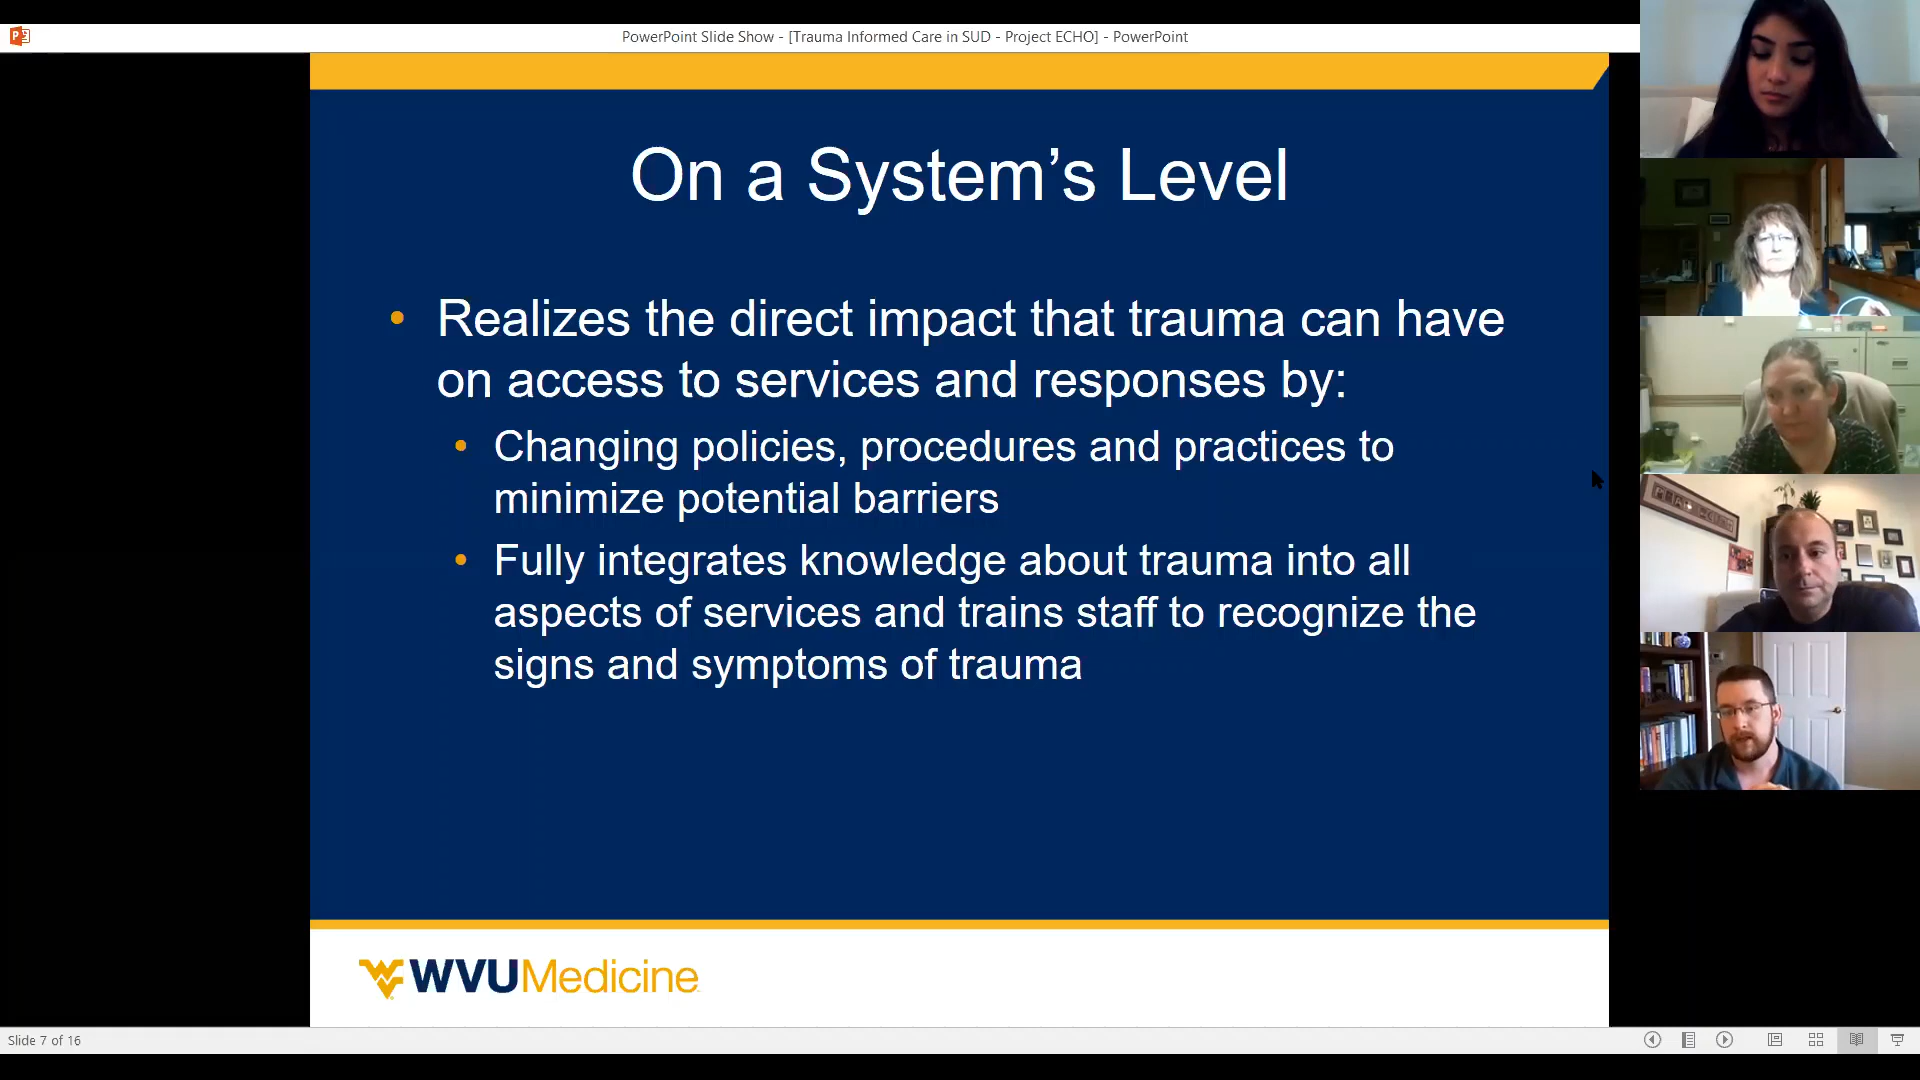 PowerPoint Slide Show - [Trauma Informed Care in SUD - Project ECHO] - PowerPoint
On a System’s Level
• Realizes the direct impact that trauma can have
on access to services and responses by:
• Changing policies, procedures and practices to
minimize potential barriers
• Fully integrates knowledge about trauma into all
aspects of services and trains staff to recognize the
signs and symptoms of trauma
WVUMedicine
Slide 7 of 16